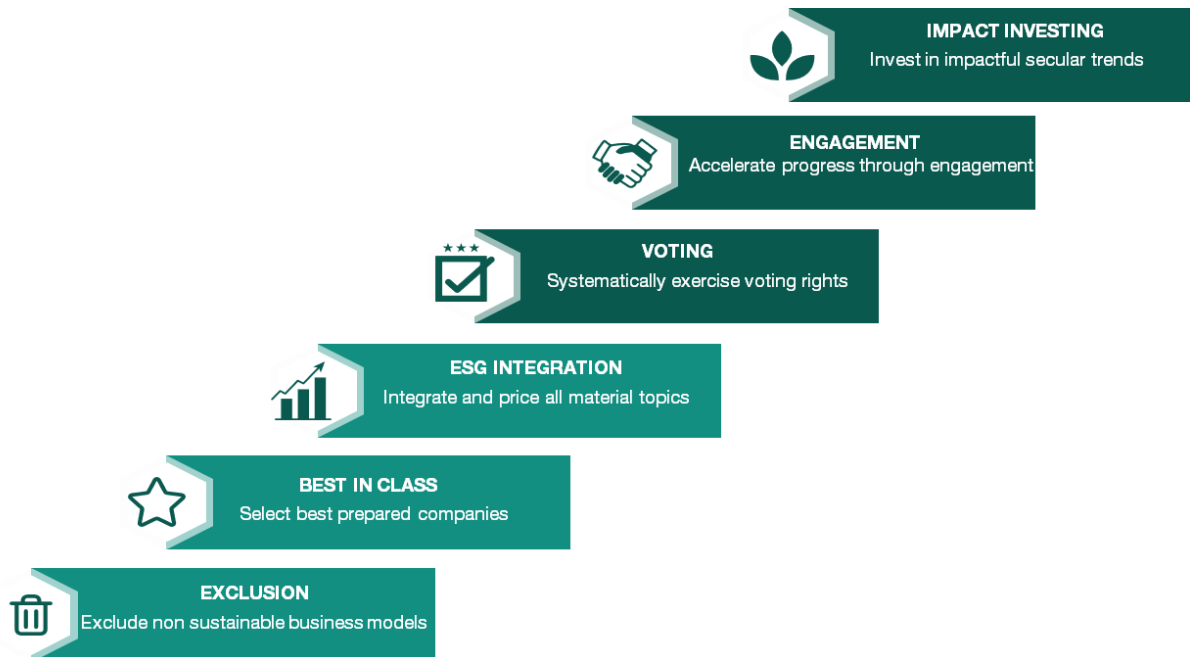 IMPACT INVESTING
Invest in impactful secular trends
ENGAGEMENT
Accelerate progress through engagement
VOTING
Systematically exercise voting rights
ESG INTEGRATION
Integrate and price all material topics
BEST IN CLASS
Select best prepared companies
EXCLUSION
Exclude non sustainable business models